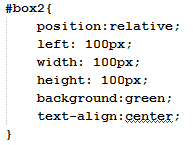 #box2{
position:relative;
left: 100px;
width: 100px;
height: 100px;
background:green;
text-align:center;
}